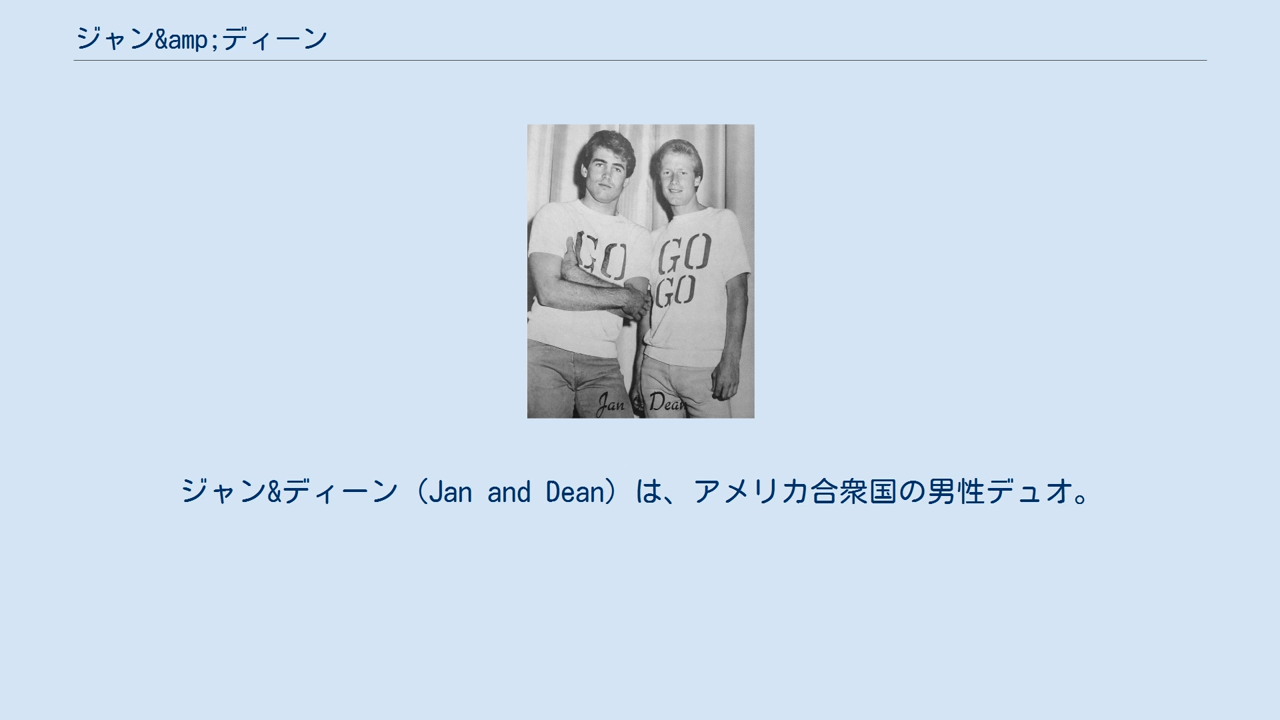 ジャン&amp;ディーン
GO
GO
GO
Jan & Dean
ジャン&ディーン（Jan and Dean）は、アメリカ合衆国の男性デュオ。